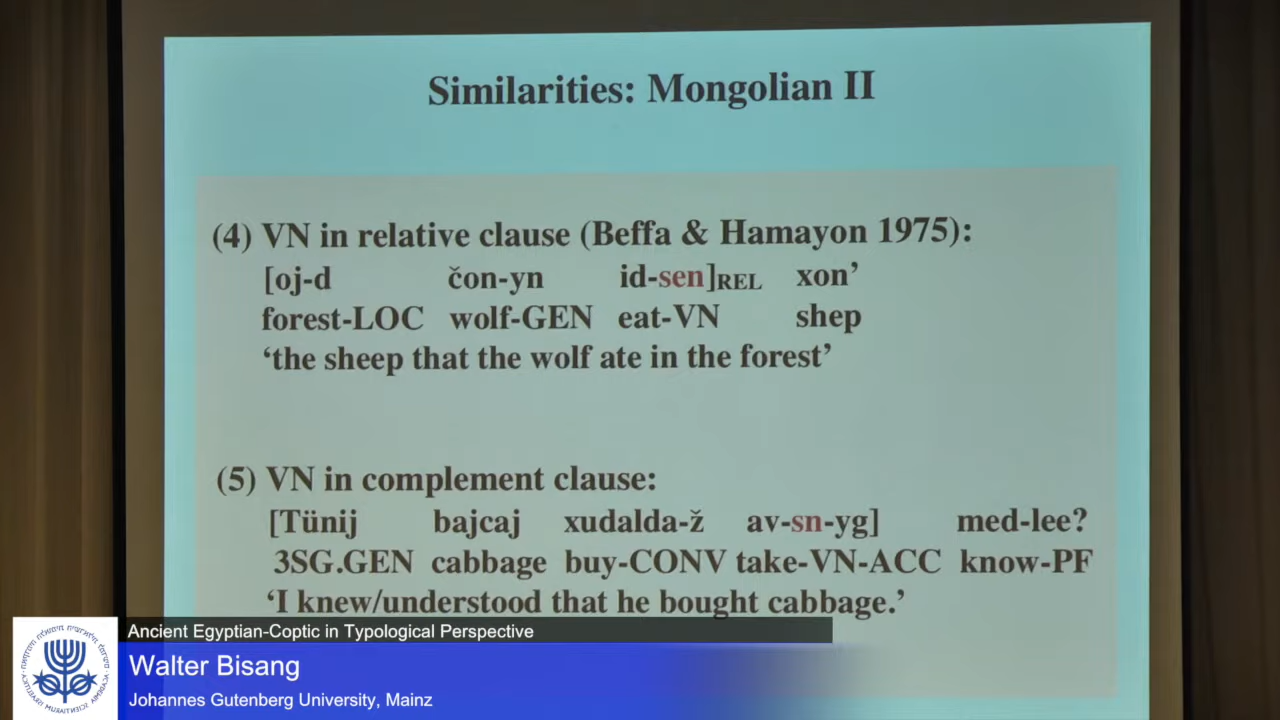 Similarities: Mongolian II
(4) VN in relative clause (Beffa & Hamayon 1975):
[oj-d čon-yn id-sen]REL xon’
forest-LOC wolf-GEN eat-VN shep
‘the sheep that the wolf ate in the forest’
(5) VN in complement clause:
[Tünij bajcaj xudalda-ž av-sn-yg] med-lee?
3SG.GEN cabbage buy-CONV take-VN-ACC know-PF
‘I knew/understood that he bought cabbage.’
Ancient Egyptian-Coptic in Typological Perspective
Walter Bisang
Johannes Gutenberg University, Mainz